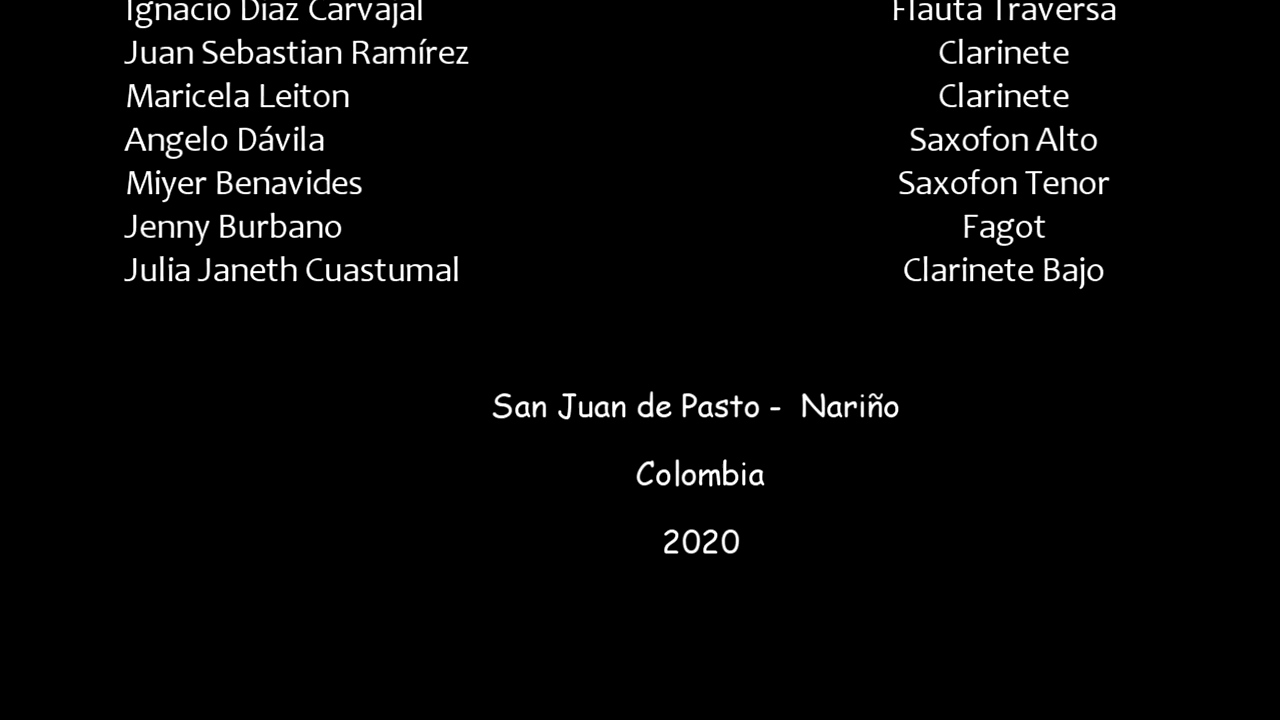 Ignacio Diaz Carvajal Flauta Traversa
Juan Sebastian Ramírez Clarinete
Maricela Leiton Clarinete
Angelo Dávila Saxofon Alto
Miyer Benavides Saxofon Tenor
Jenny Burbano Fagot
Julia Janeth Cuastumal Clarinete Bajo
San Juan de Pasto - Nariño
Colombia
2020